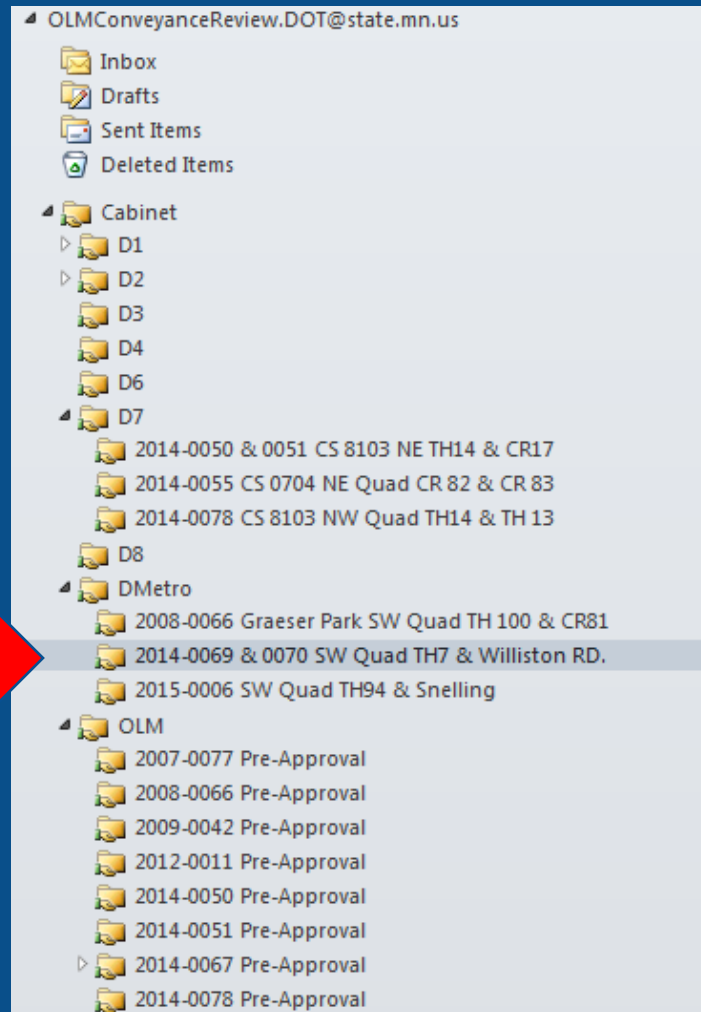 OLMConveyanceReview.DOT@state.mn.us
Inbox
Drafts
Sent Items
Deleted Items
Cabinet
D1
D2
D3
D4
D6
D7
2014-0050 & 0051 CS 8103 NE TH14 & CR17
2014-0055 CS 0704 NE Quad CR 82 & CR 83
2014-0078 CS 8103 NW Quad TH14 & TH 13
D8
DMetro
2008-0066 Graeser Park SW Quad TH 100 & CR81
2014-0069 & 0070 SW Quad TH7 & Williston RD.
2015-0006 SW Quad TH94 & Snelling
OLM
2007-0077 Pre-Approval
2008-0066 Pre-Approval
2009-0042 Pre-Approval
2012-0011 Pre-Approval
2014-0050 Pre-Approval
2014-0051 Pre-Approval
2014-0067 Pre-Approval
2014-0078 Pre-Approval